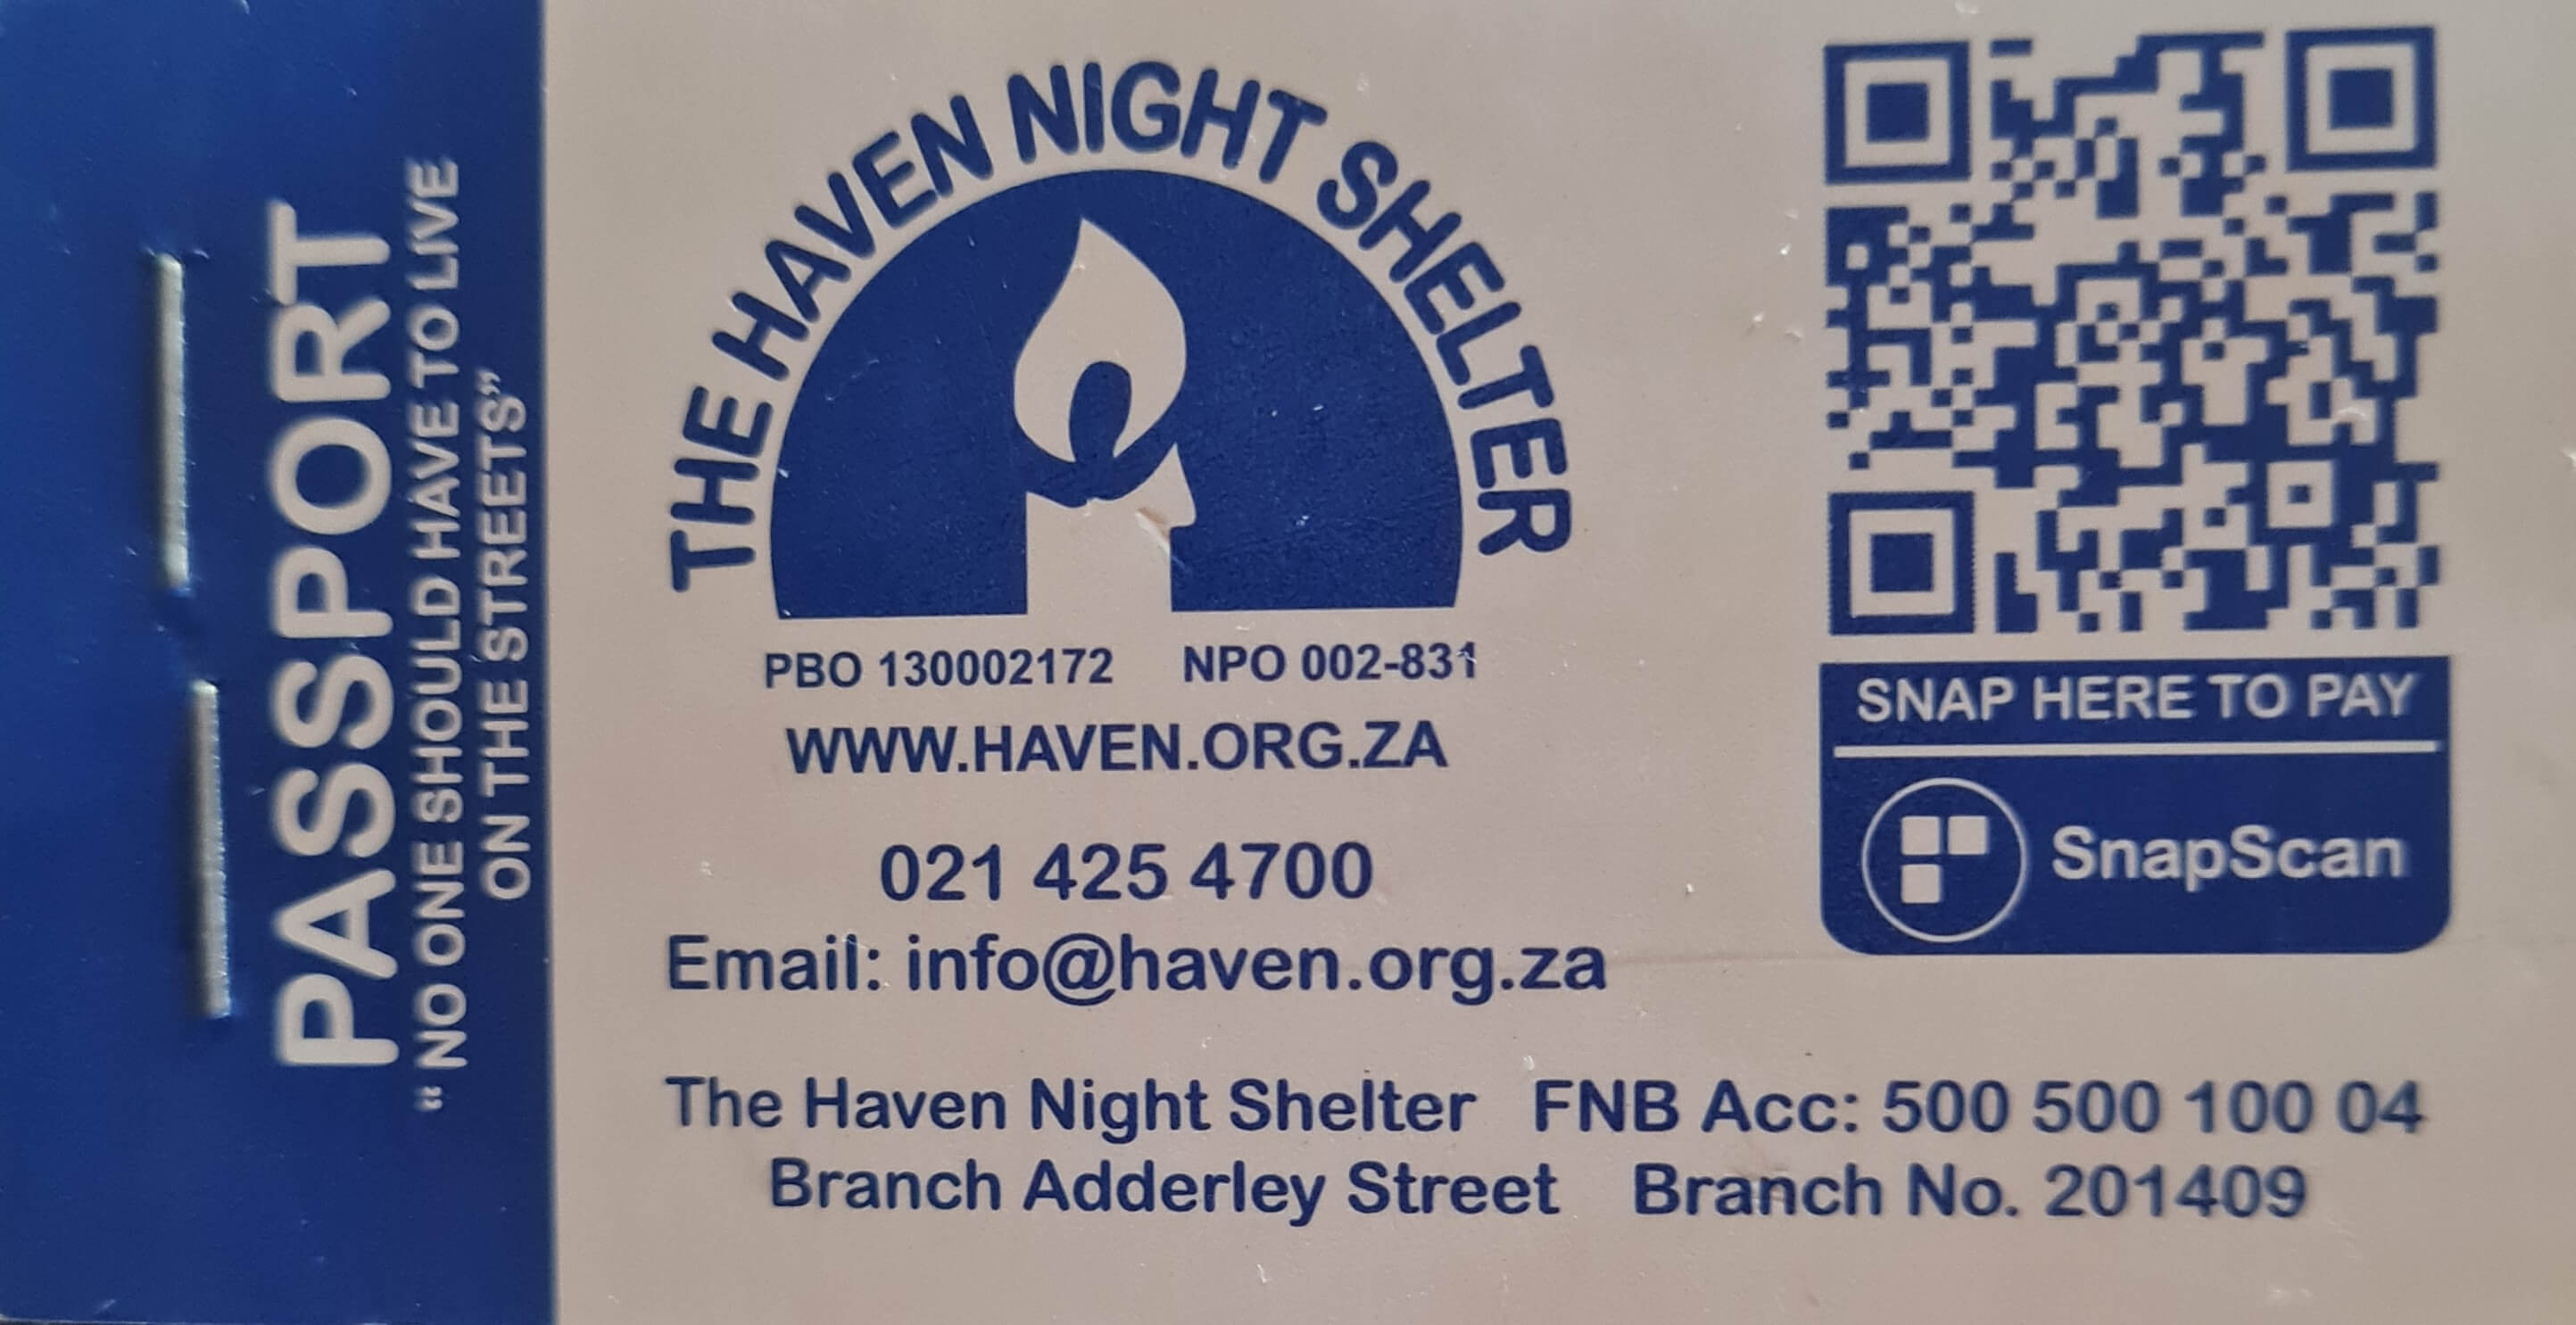 PASSPORT
“ NO ONE SHOULD HAVE TO LIVE
ON THE STREETS”
THE HAVEN NIGHT SHELTER
PBO 130002172 NPO 002-831
WWW.HAVEN.ORG.ZA
021 425 4700
Email: info@haven.org.za
SNAP HERE TO PAY
SnapScan
The Haven Night Shelter FNB Acc: 500 500 100 04
Branch Adderley Street Branch No. 201409